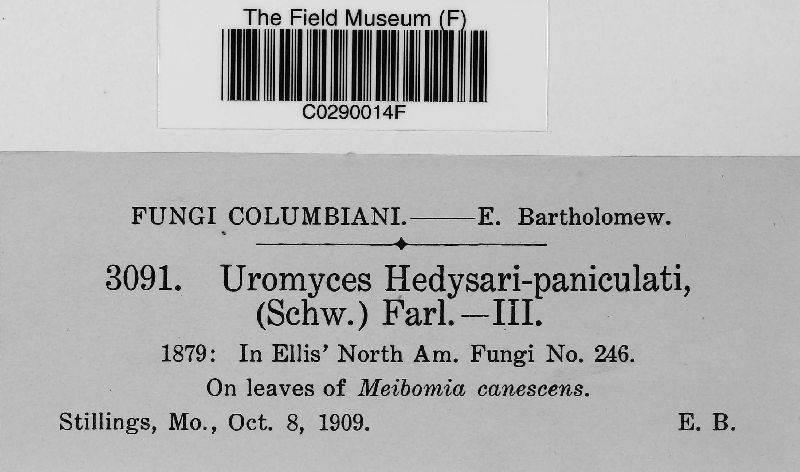 The Field Museum (F)
C0290014F
FUNGI COLUMBIANI.——E. Bartholomew.
3091. Uromyces Hedysari-paniculati,
(Schw.) Farl.—III.
1879: In Ellis' North Am. Fungi No. 246.
On leaves of Meibomia canescens.
Stillings, Mo., Oct. 8, 1909. E. B.